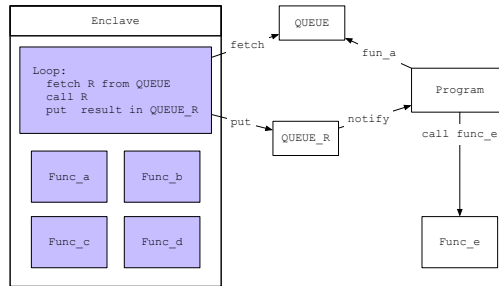 Enclave
QUEUE
fetch
fun_a
Loop:
fetch R from QUEUE
call R
put result in QUEUE_R
Program
put
notify
QUEUE_R
call func_e
Func_a
Func_b
Func_c
Func_d
Func_e